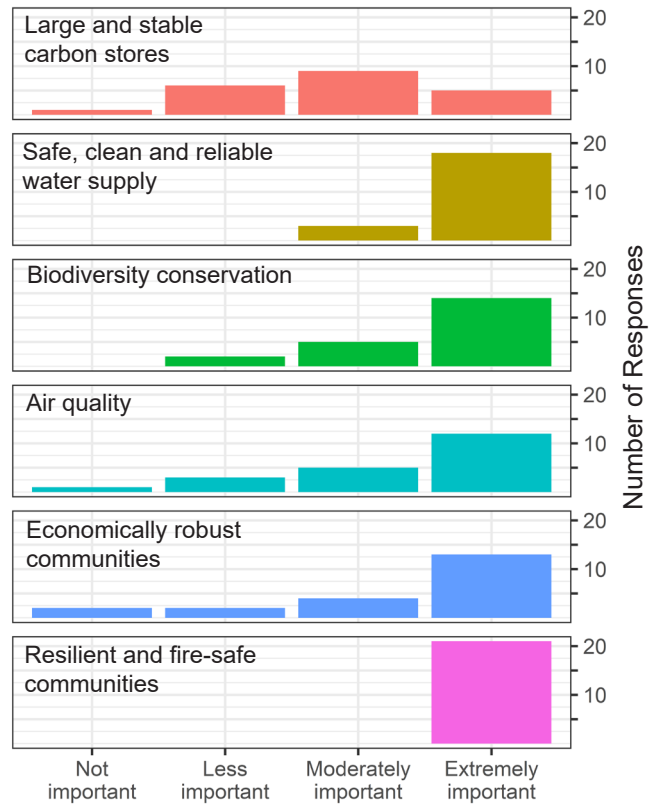 Large and stable
carbon stores
20
10
Safe, clean and reliable
water supply
20
10
Biodiversity conservation
20
10
Air quality
20
10
Economically robust
communities
20
10
Resilient and fire-safe
communities
20
10
Number of Responses
Not
important
Less
important
Moderately
important
Extremely
important